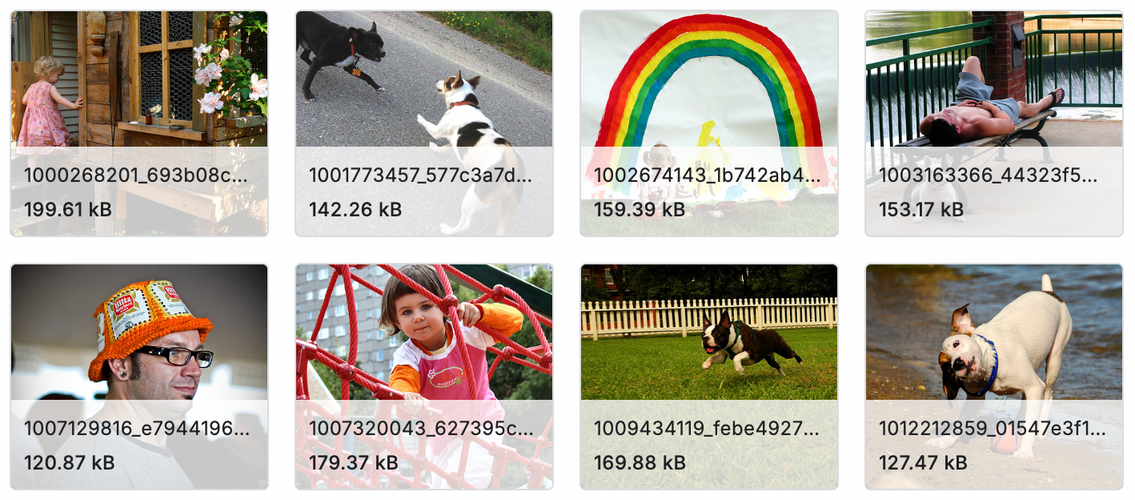 1000268201_693b08c...
199.61 kB
1001773457_577c3a7d...
142.26 kB
1002674143_1b742ab4...
159.39 kB
1003163366_44323f5...
153.17 kB
1007129816_e7944196...
120.87 kB
1007320043_627395c...
179.37 kB
1009434119_febe4927...
169.88 kB
1012212859_01547e3f1...
127.47 kB